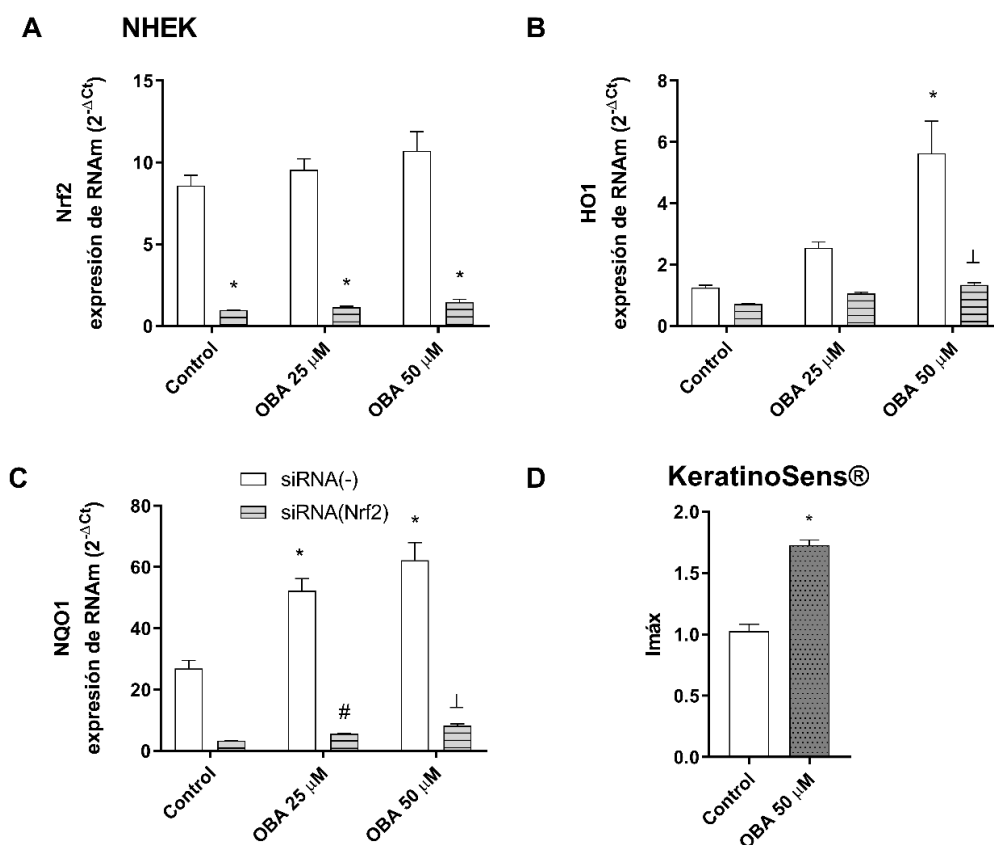 A NHEK
Nrf2
expresión de RNAm (2-ΔCt)
15
10
5
0
*
*
*
Control
OBA 25 μM
OBA 50 μM
B
HO1
expresión de RNAm (2-ΔCt)
8
6
4
2
0
*
⊥
Control
OBA 25 μM
OBA 50 μM
C
siRNA(-)
siRNA(Nrf2)
NQO1
expresión de RNAm (2-ΔCt)
80
60
40
20
0
*
*
#
⊥
Control
OBA 25 μM
OBA 50 μM
D KeratinoSens®
Imáx
2.0
1.5
1.0
0.5
0.0
*
Control
OBA 50 μM